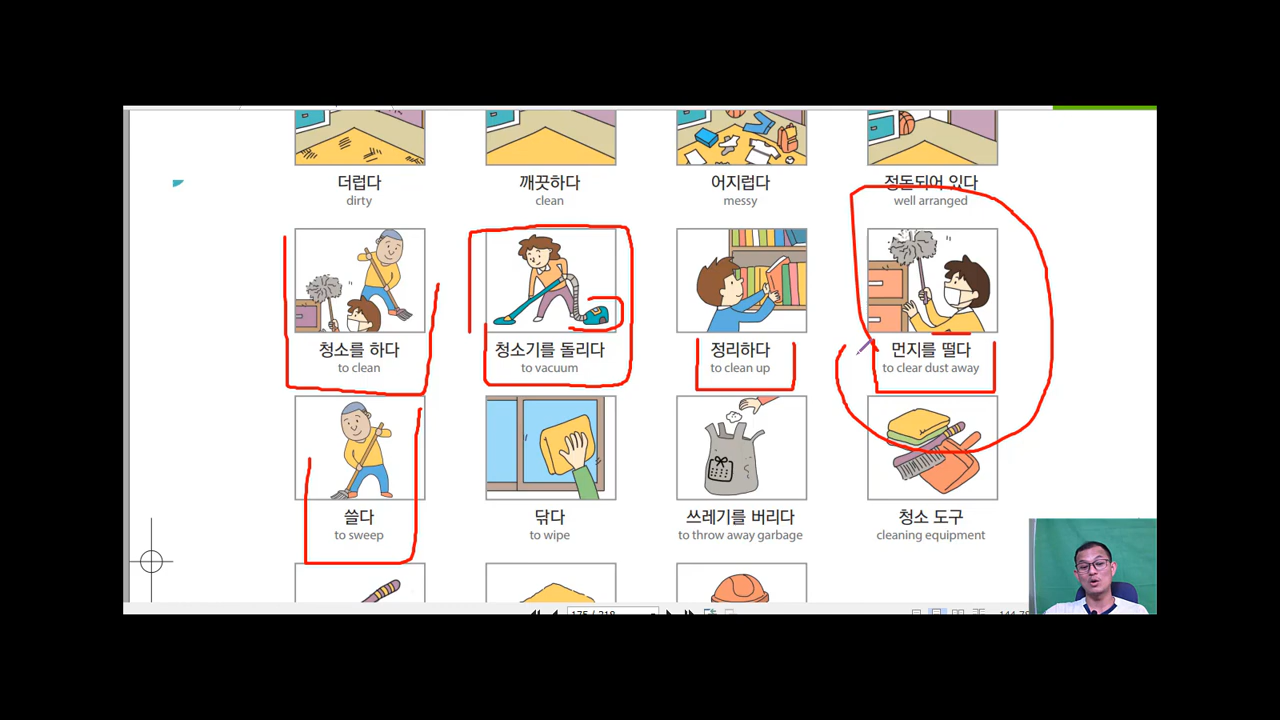 더럽다 깨끗하다 어지럽다 정돈되어 있다
dirty clean messy well arranged
청소를 하다 청소기를 돌리다 정리하다 먼지를 떨다
to clean to vacuum to clean up to clear dust away
쓸다 닦다 쓰레기를 버리다 청소 도구
to sweep to wipe to throw away garbage cleaning equipment